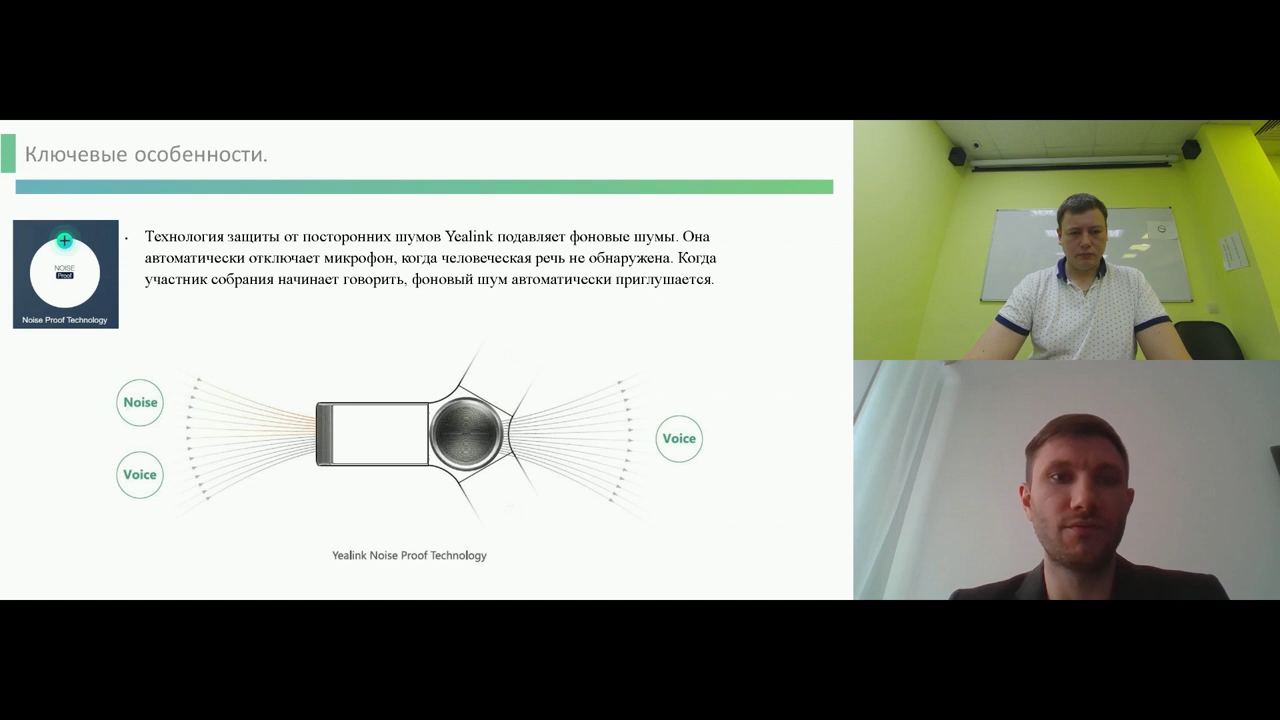 Ключевые особенности.
Технология защиты от посторонних шумов Yealink подавляет фоновые шумы. Она
автоматически отключает микрофон, когда человеческая речь не обнаружена. Когда
участник собрания начинает говорить, фоновый шум автоматически приглушается.
NOISE
Proof
Noise Proof Technology
Noise
Voice
Voice
Yealink Noise Proof Technology